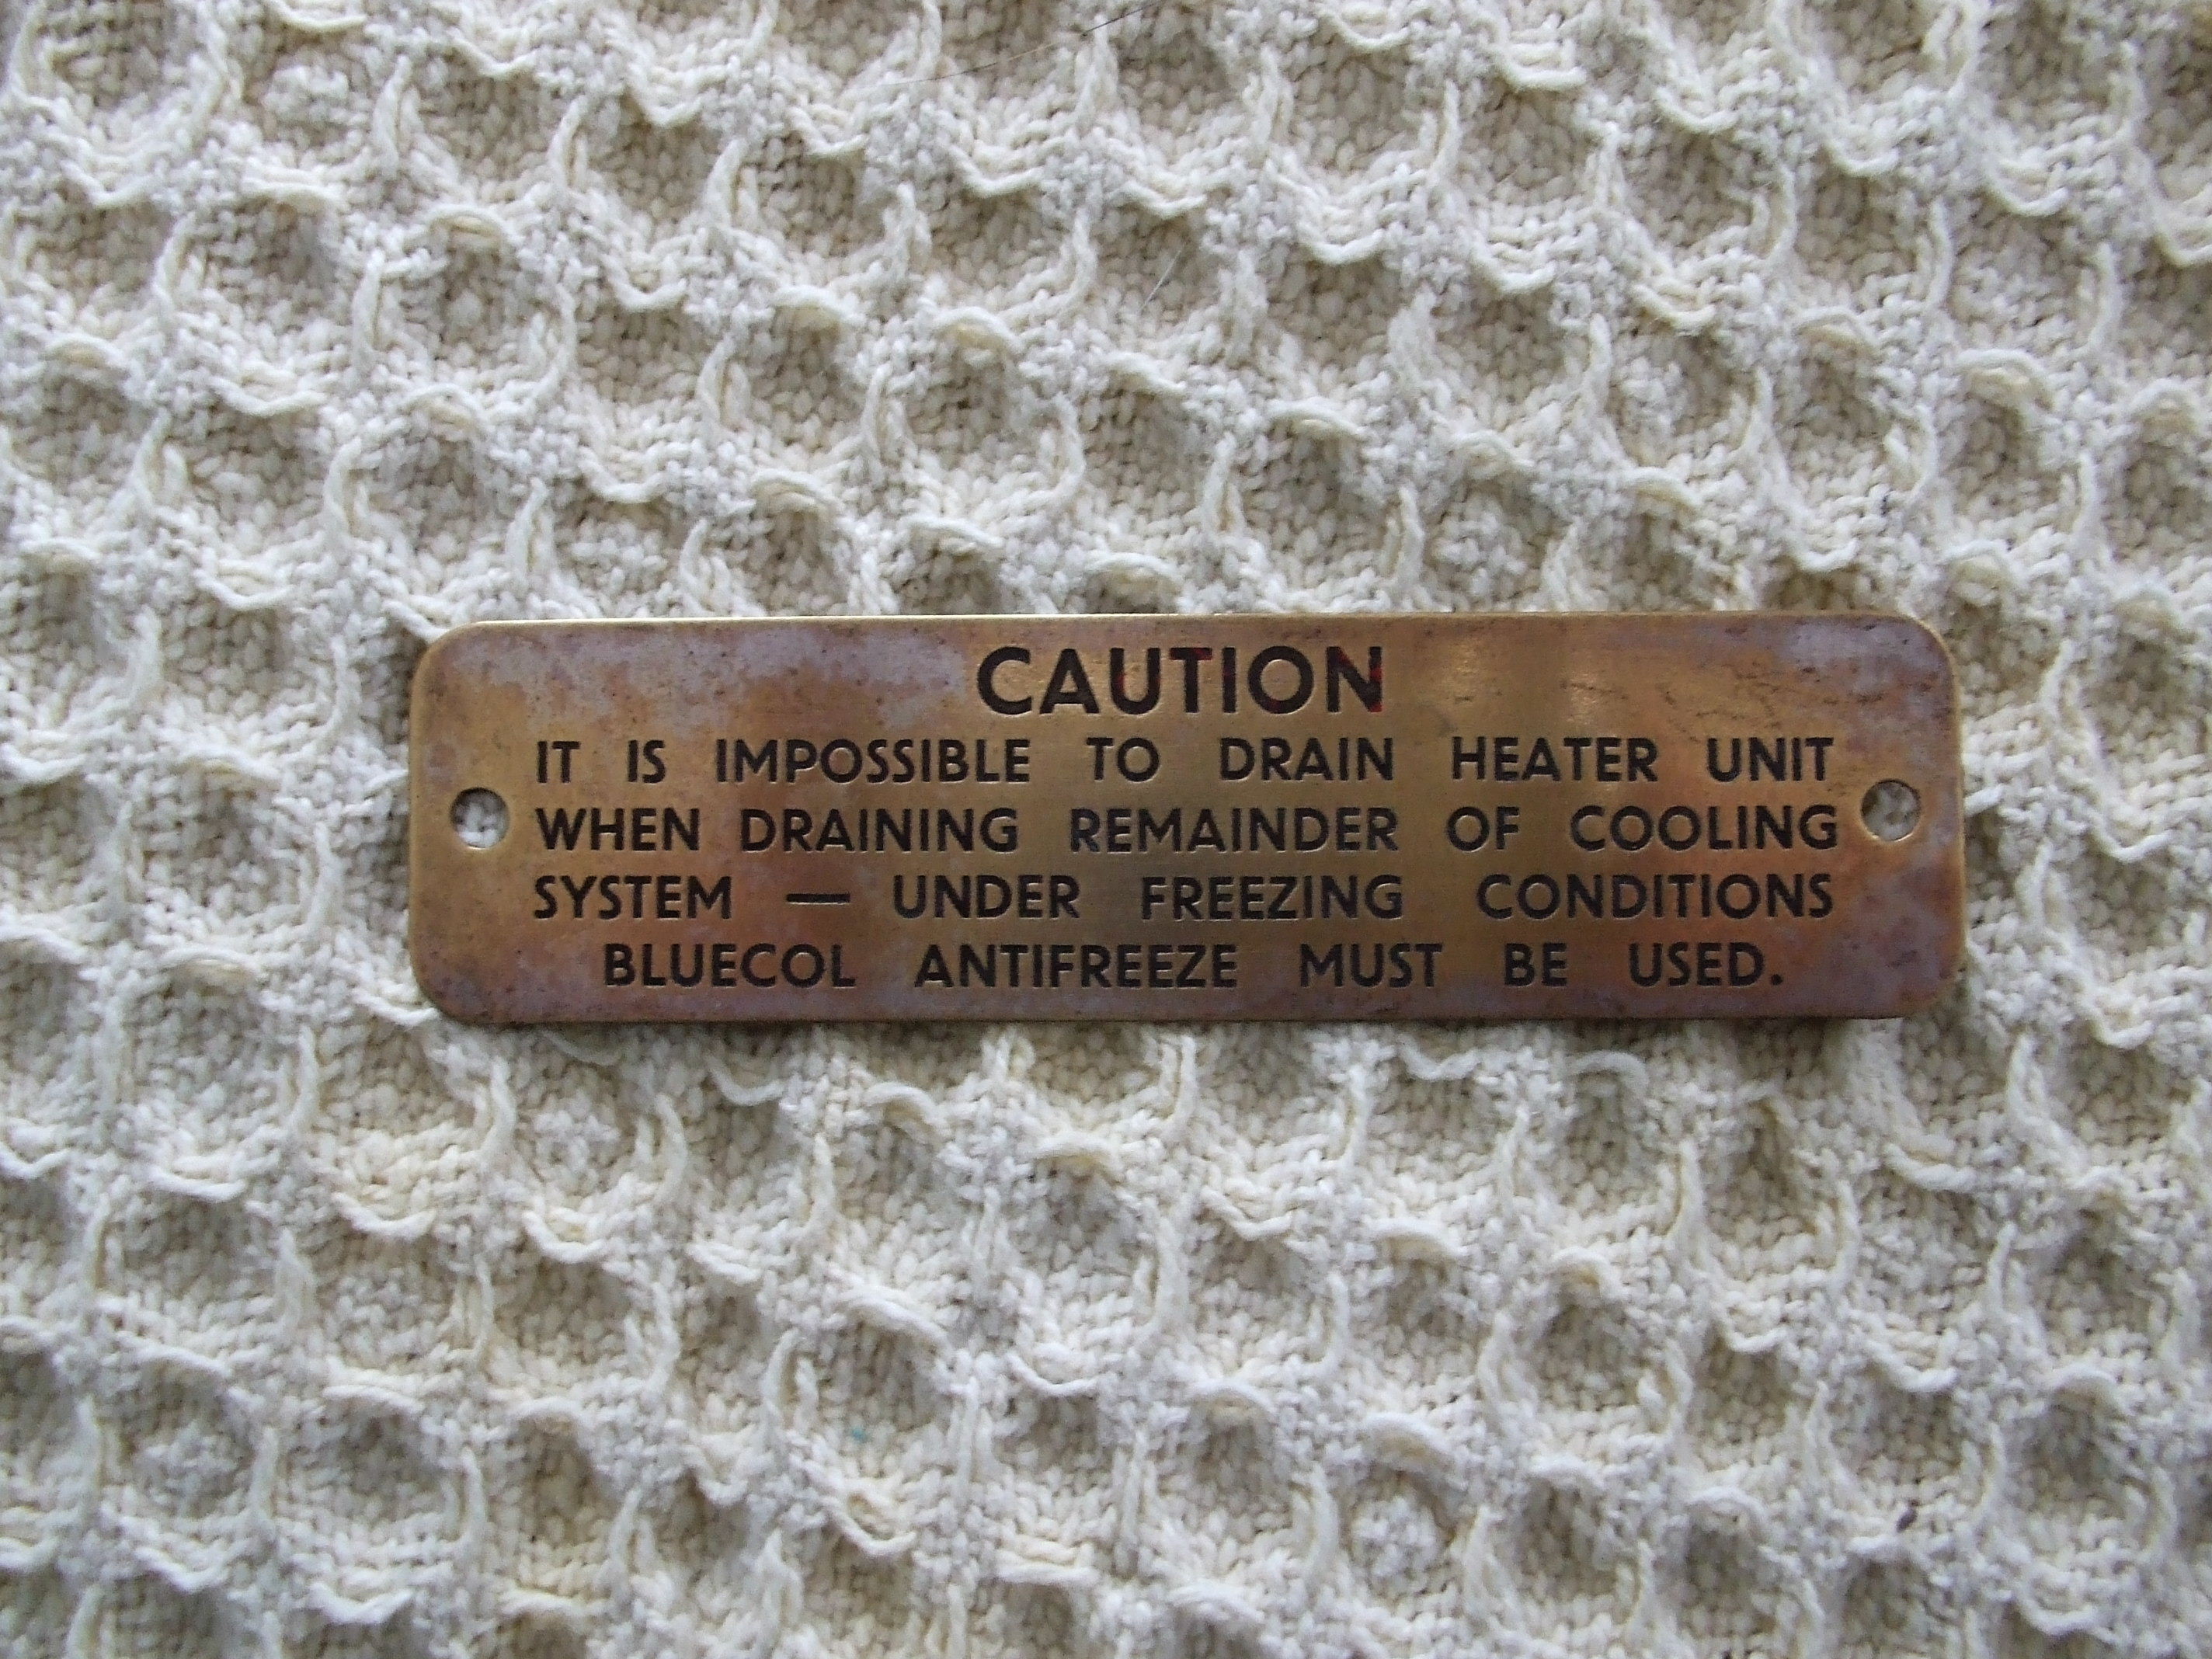 CAUTION
IT IS IMPOSSIBLE TO DRAIN HEATER UNIT
WHEN DRAINING REMAINDER OF COOLING
SYSTEM — UNDER FREEZING CONDITIONS
BLUECOL ANTIFREEZE MUST BE USED.